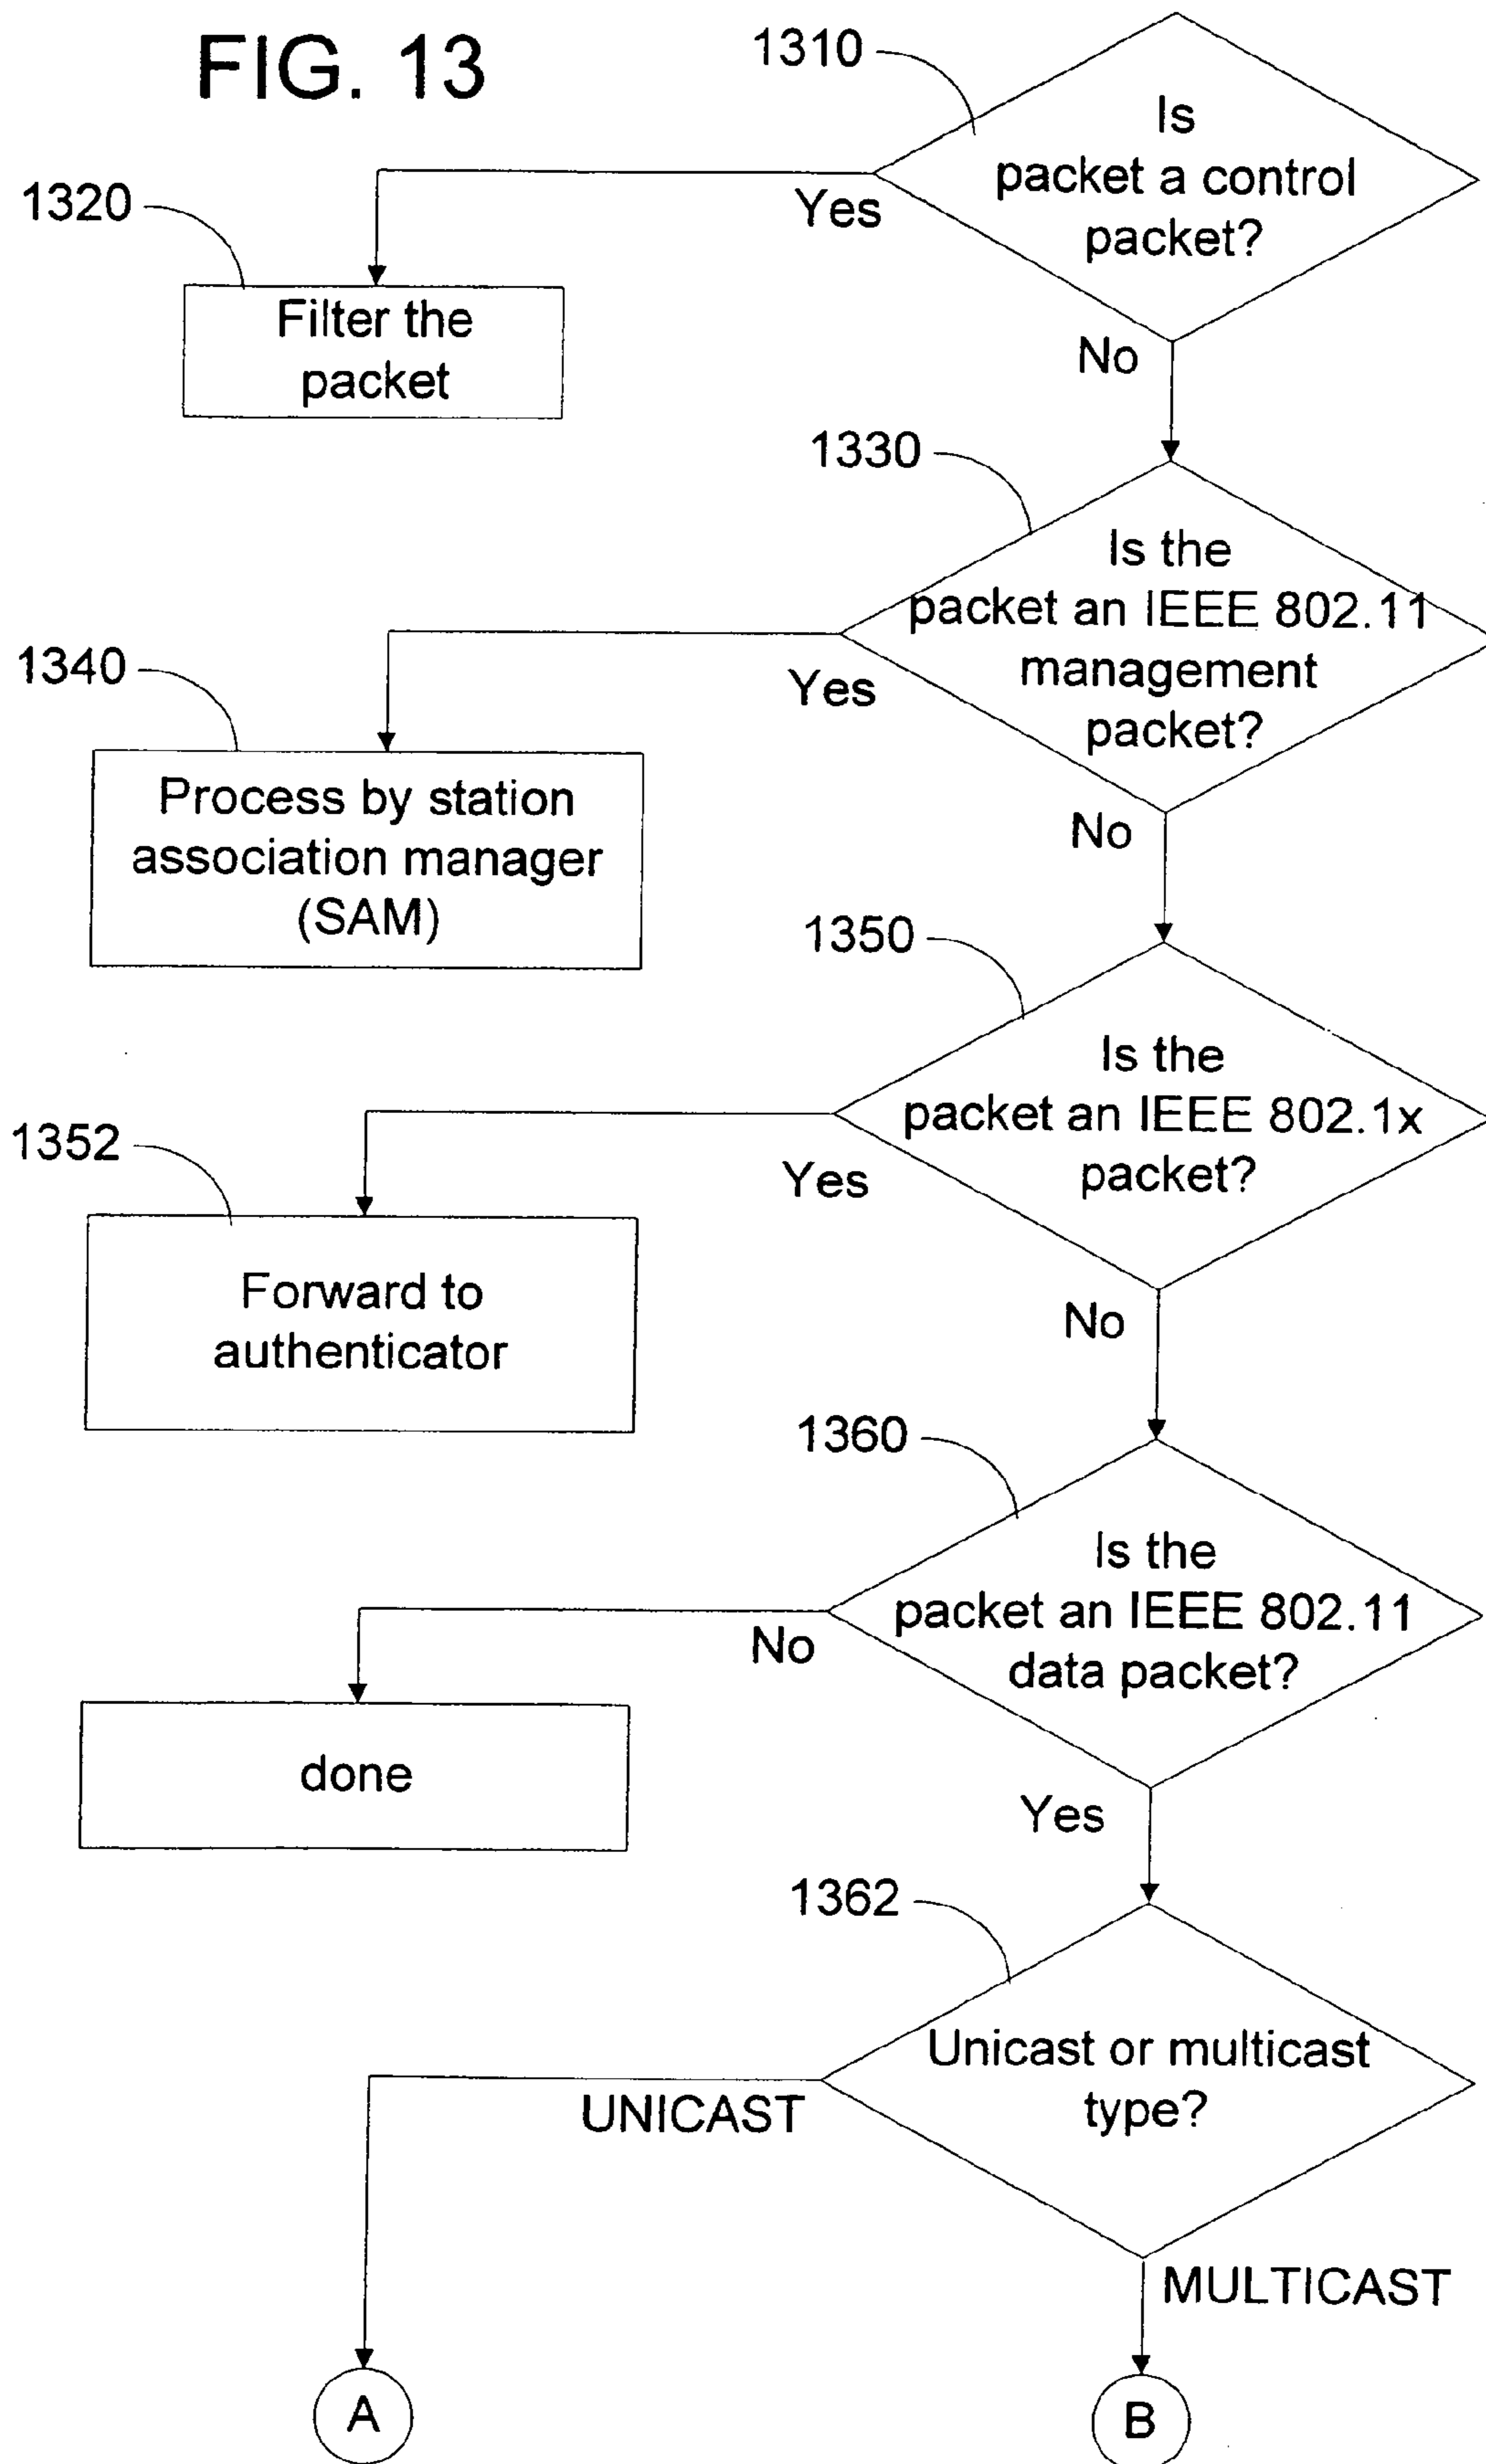 FIG. 13
1310
Is
packet a control
packet?
Yes
1320
Filter the
packet
No
1330
Is the
packet an IEEE 802.11
management
packet?
Yes
1340
Process by station
association manager
(SAM)
No
1350
Is the
packet an IEEE 802.1x
packet?
Yes
1352
Forward to
authenticator
No
1360
Is the
packet an IEEE 802.11
data packet?
No
done
Yes
1362
Unicast or multicast
type?
UNICAST
MULTICAST
A
B